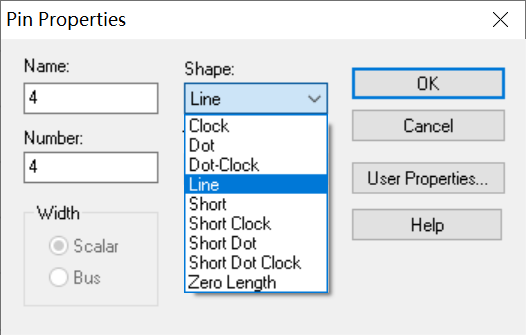 Pin Properties
Name:
4
Number:
4
Width
Scalar
Bus
Shape:
Line
Clock
Dot
Dot-Clock
Line
Short
Short Clock
Short Dot
Short Dot Clock
Zero Length
OK
Cancel
User Properties...
Help